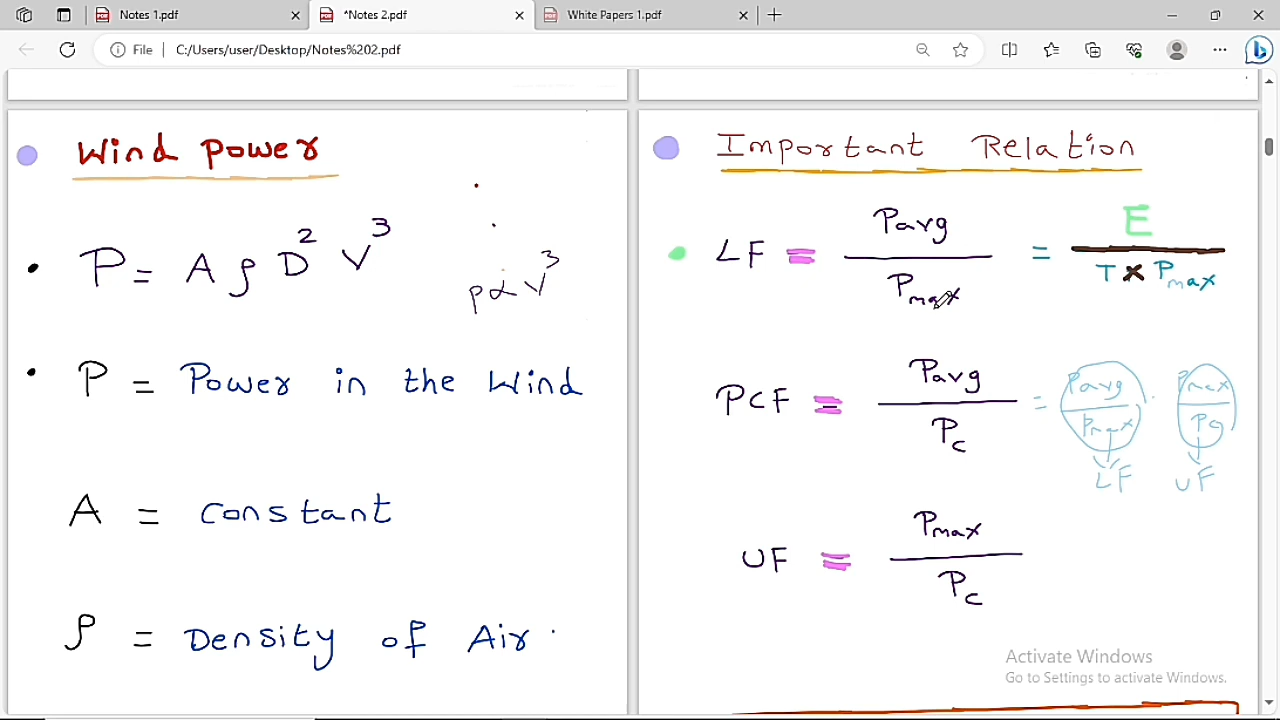 Notes 1.pdf
*Notes 2.pdf
White Papers 1.pdf
File
C:/Users/user/Desktop/Notes%202.pdf
Wind power
P = A ρ D² V³
p ∝ V³
P = Power in the Wind
A = constant
ρ = Density of Air
Important Relation
LF = Pavg / Pmax = E / T × Pmax
PCF = Pavg / Pc = Pavg / Pmax · Pmax / Pc
LF UF
UF = Pmax / Pc
Activate Windows
Go to Settings to activate Windows.